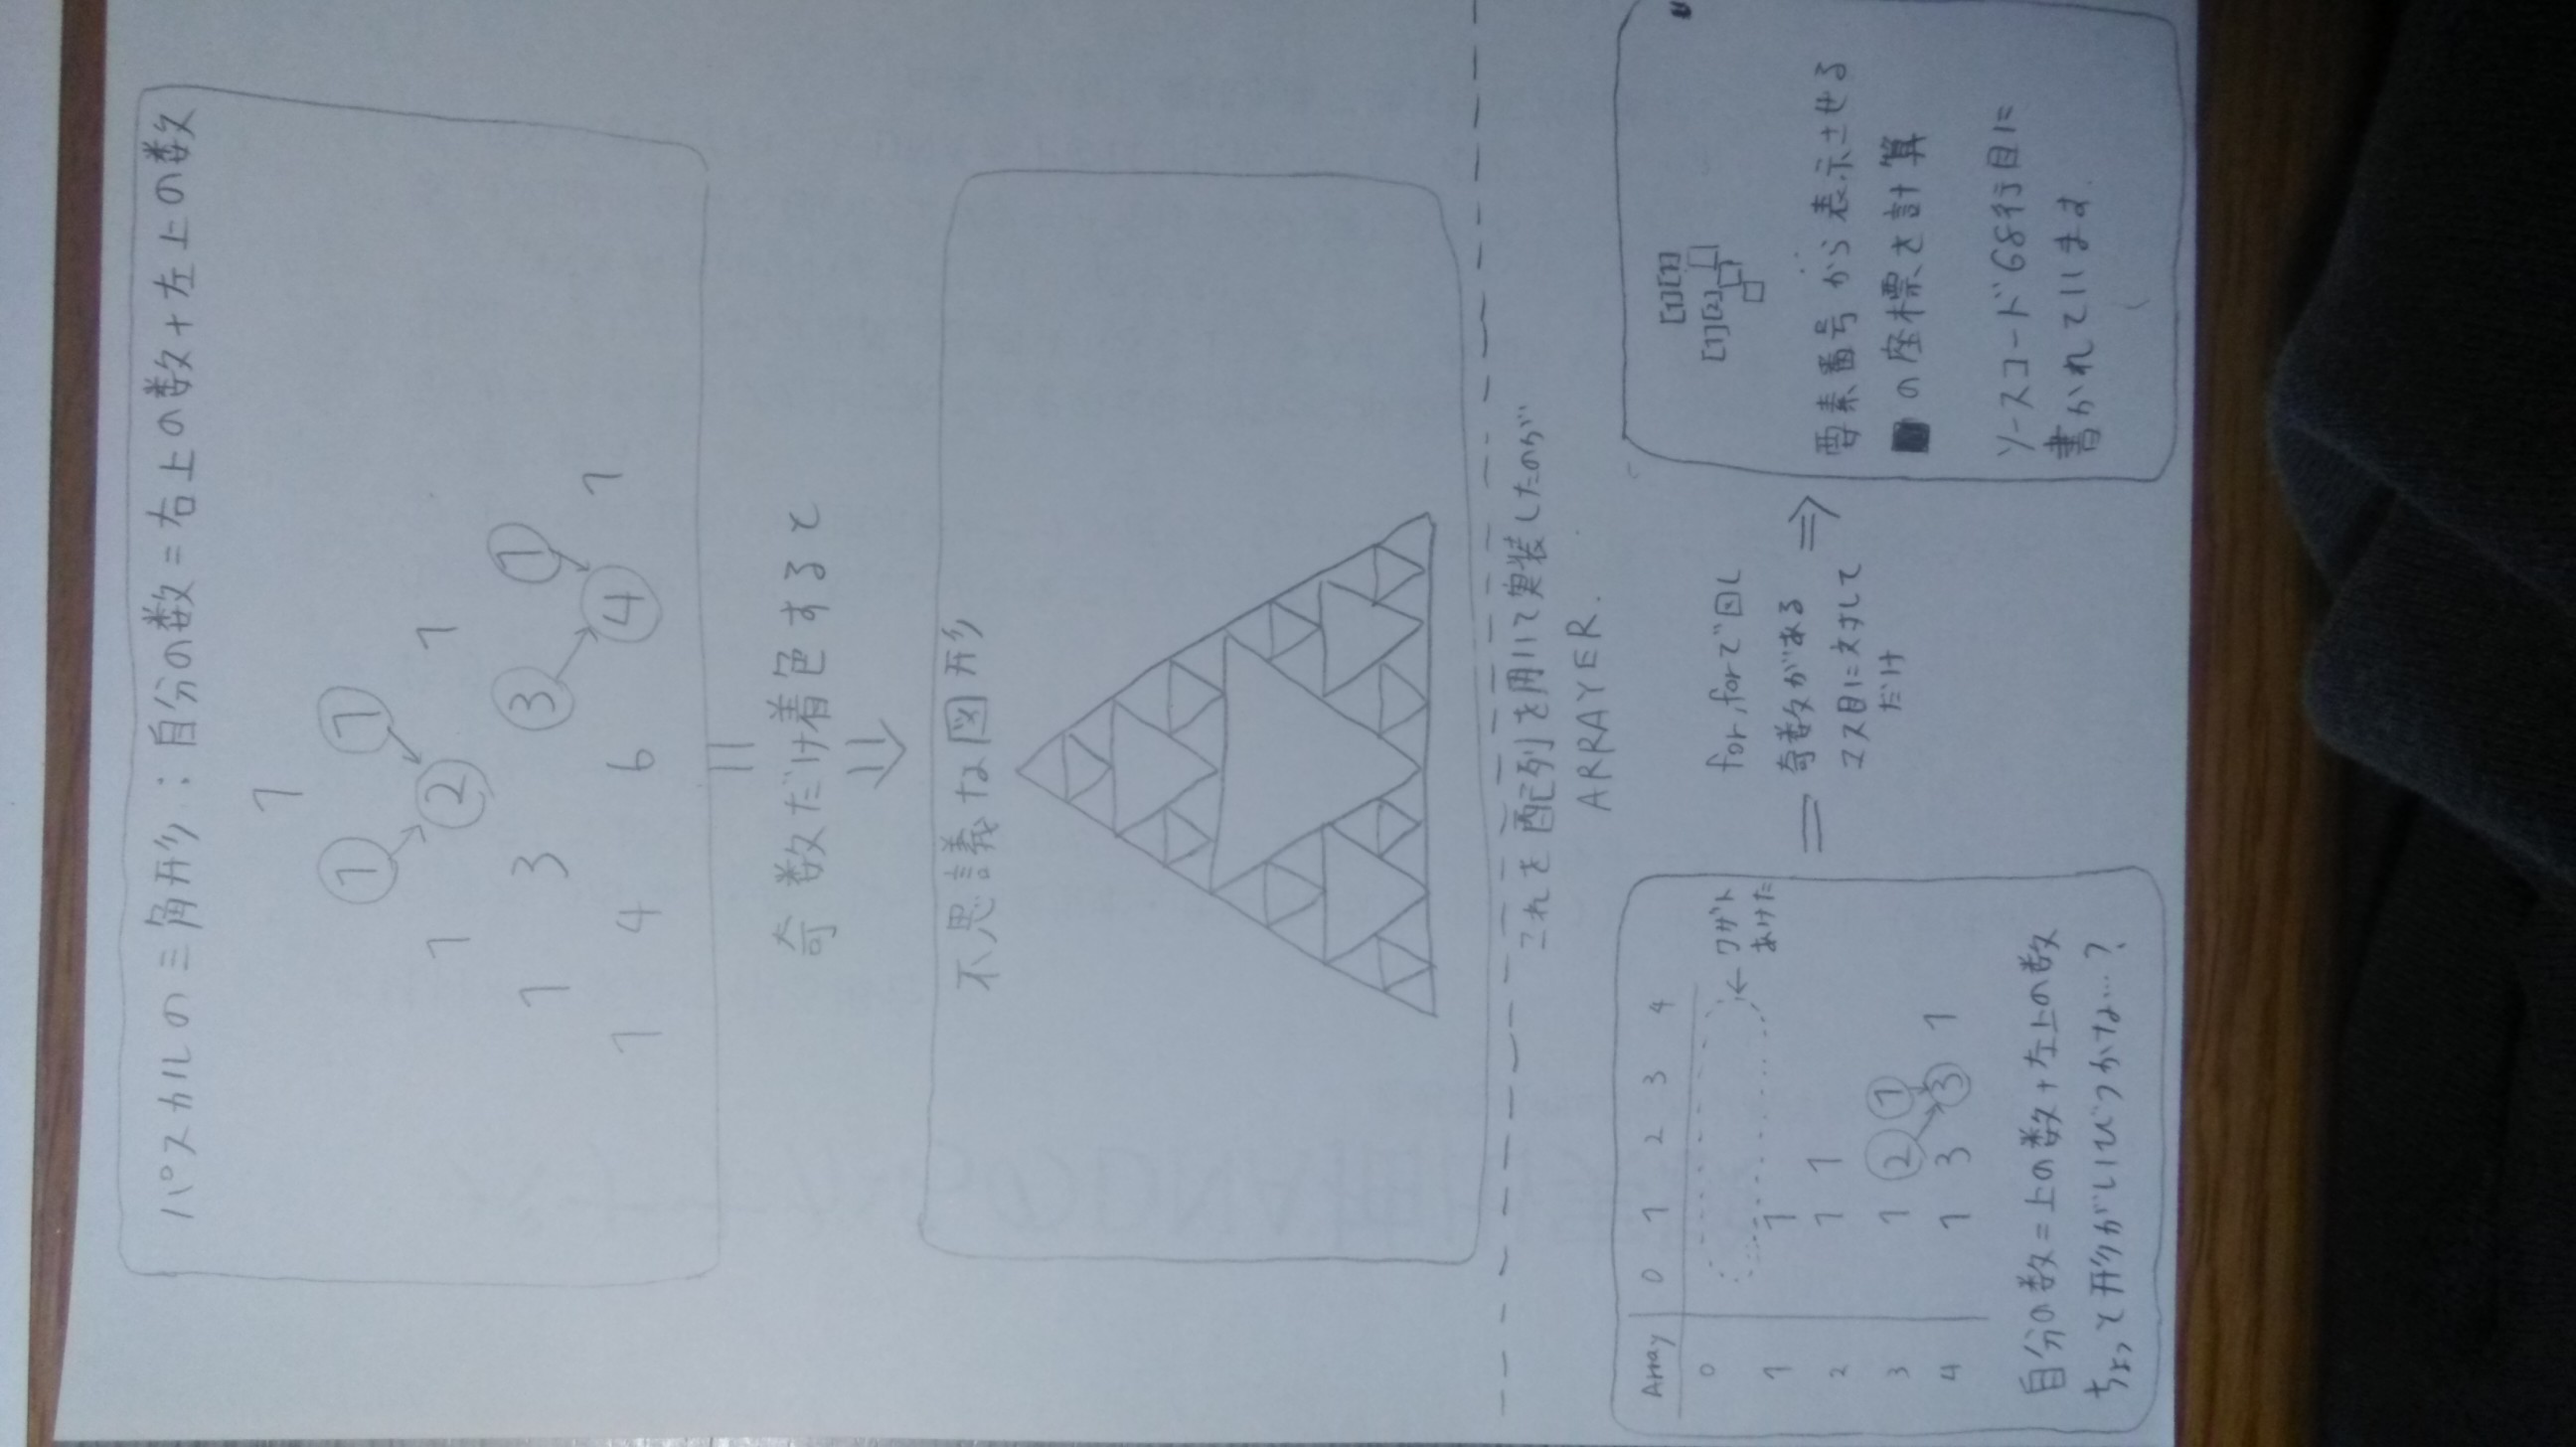 パスカルの三角形：自分の数＝右上の数＋左上の数
1
1 1
1 2 1
1 3 3 1
1 4 6 4 1
奇数だけ着色すると
不思議な図形
これを配列を用いて実装したのが
ARRAYER.
Array 0 1 2 3 4
0
← ワザト
あけた
1 1
2 1 1
3 1 2 1
4 1 3 3 1
自分の数＝上の数＋左上の数
ちょっと形がいびつかな…？
for,forで回し
奇数がある
マス目に対して
だけ
[1][1]
[1][2]
要素番号から表示させる
■の座標を計算
ソースコード68行目に
書かれています.